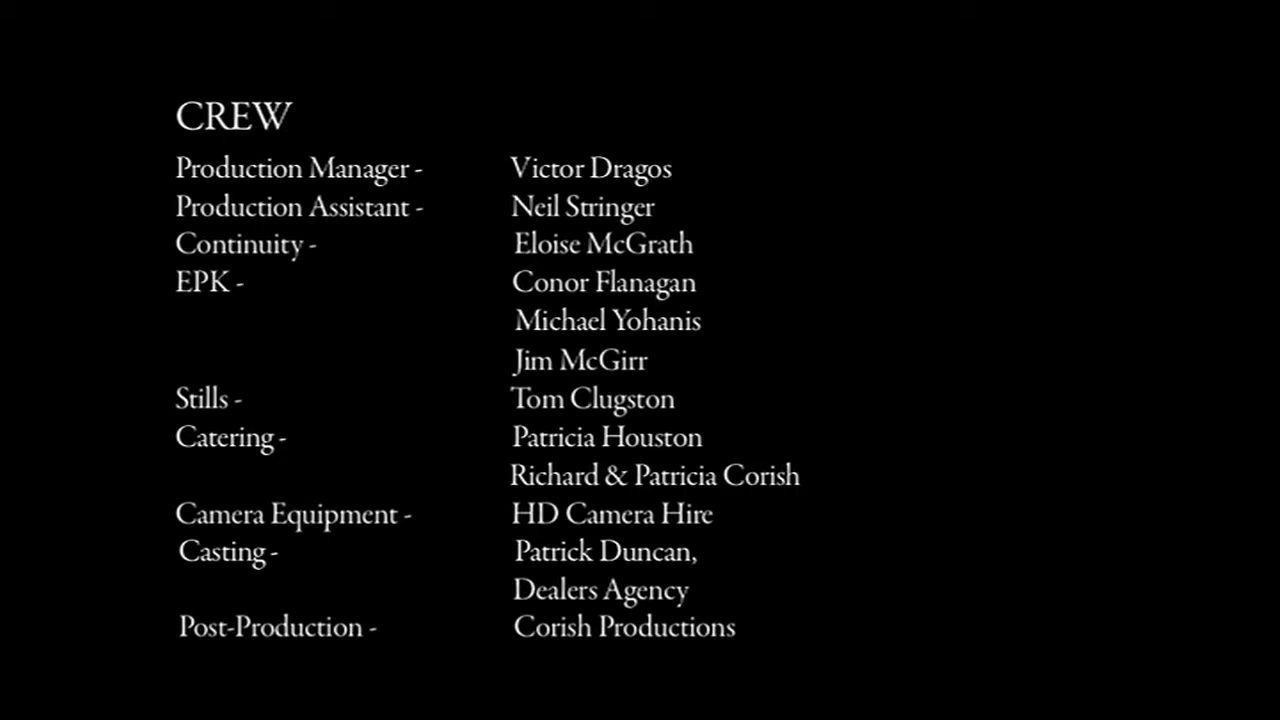 CREW
Production Manager - Victor Dragos
Production Assistant - Neil Stringer
Continuity - Eloise McGrath
EPK - Conor Flanagan
Michael Yohanis
Jim McGirr
Stills - Tom Clugston
Catering - Patricia Houston
Richard & Patricia Corish
Camera Equipment - HD Camera Hire
Casting - Patrick Duncan,
Dealers Agency
Post-Production - Corish Productions